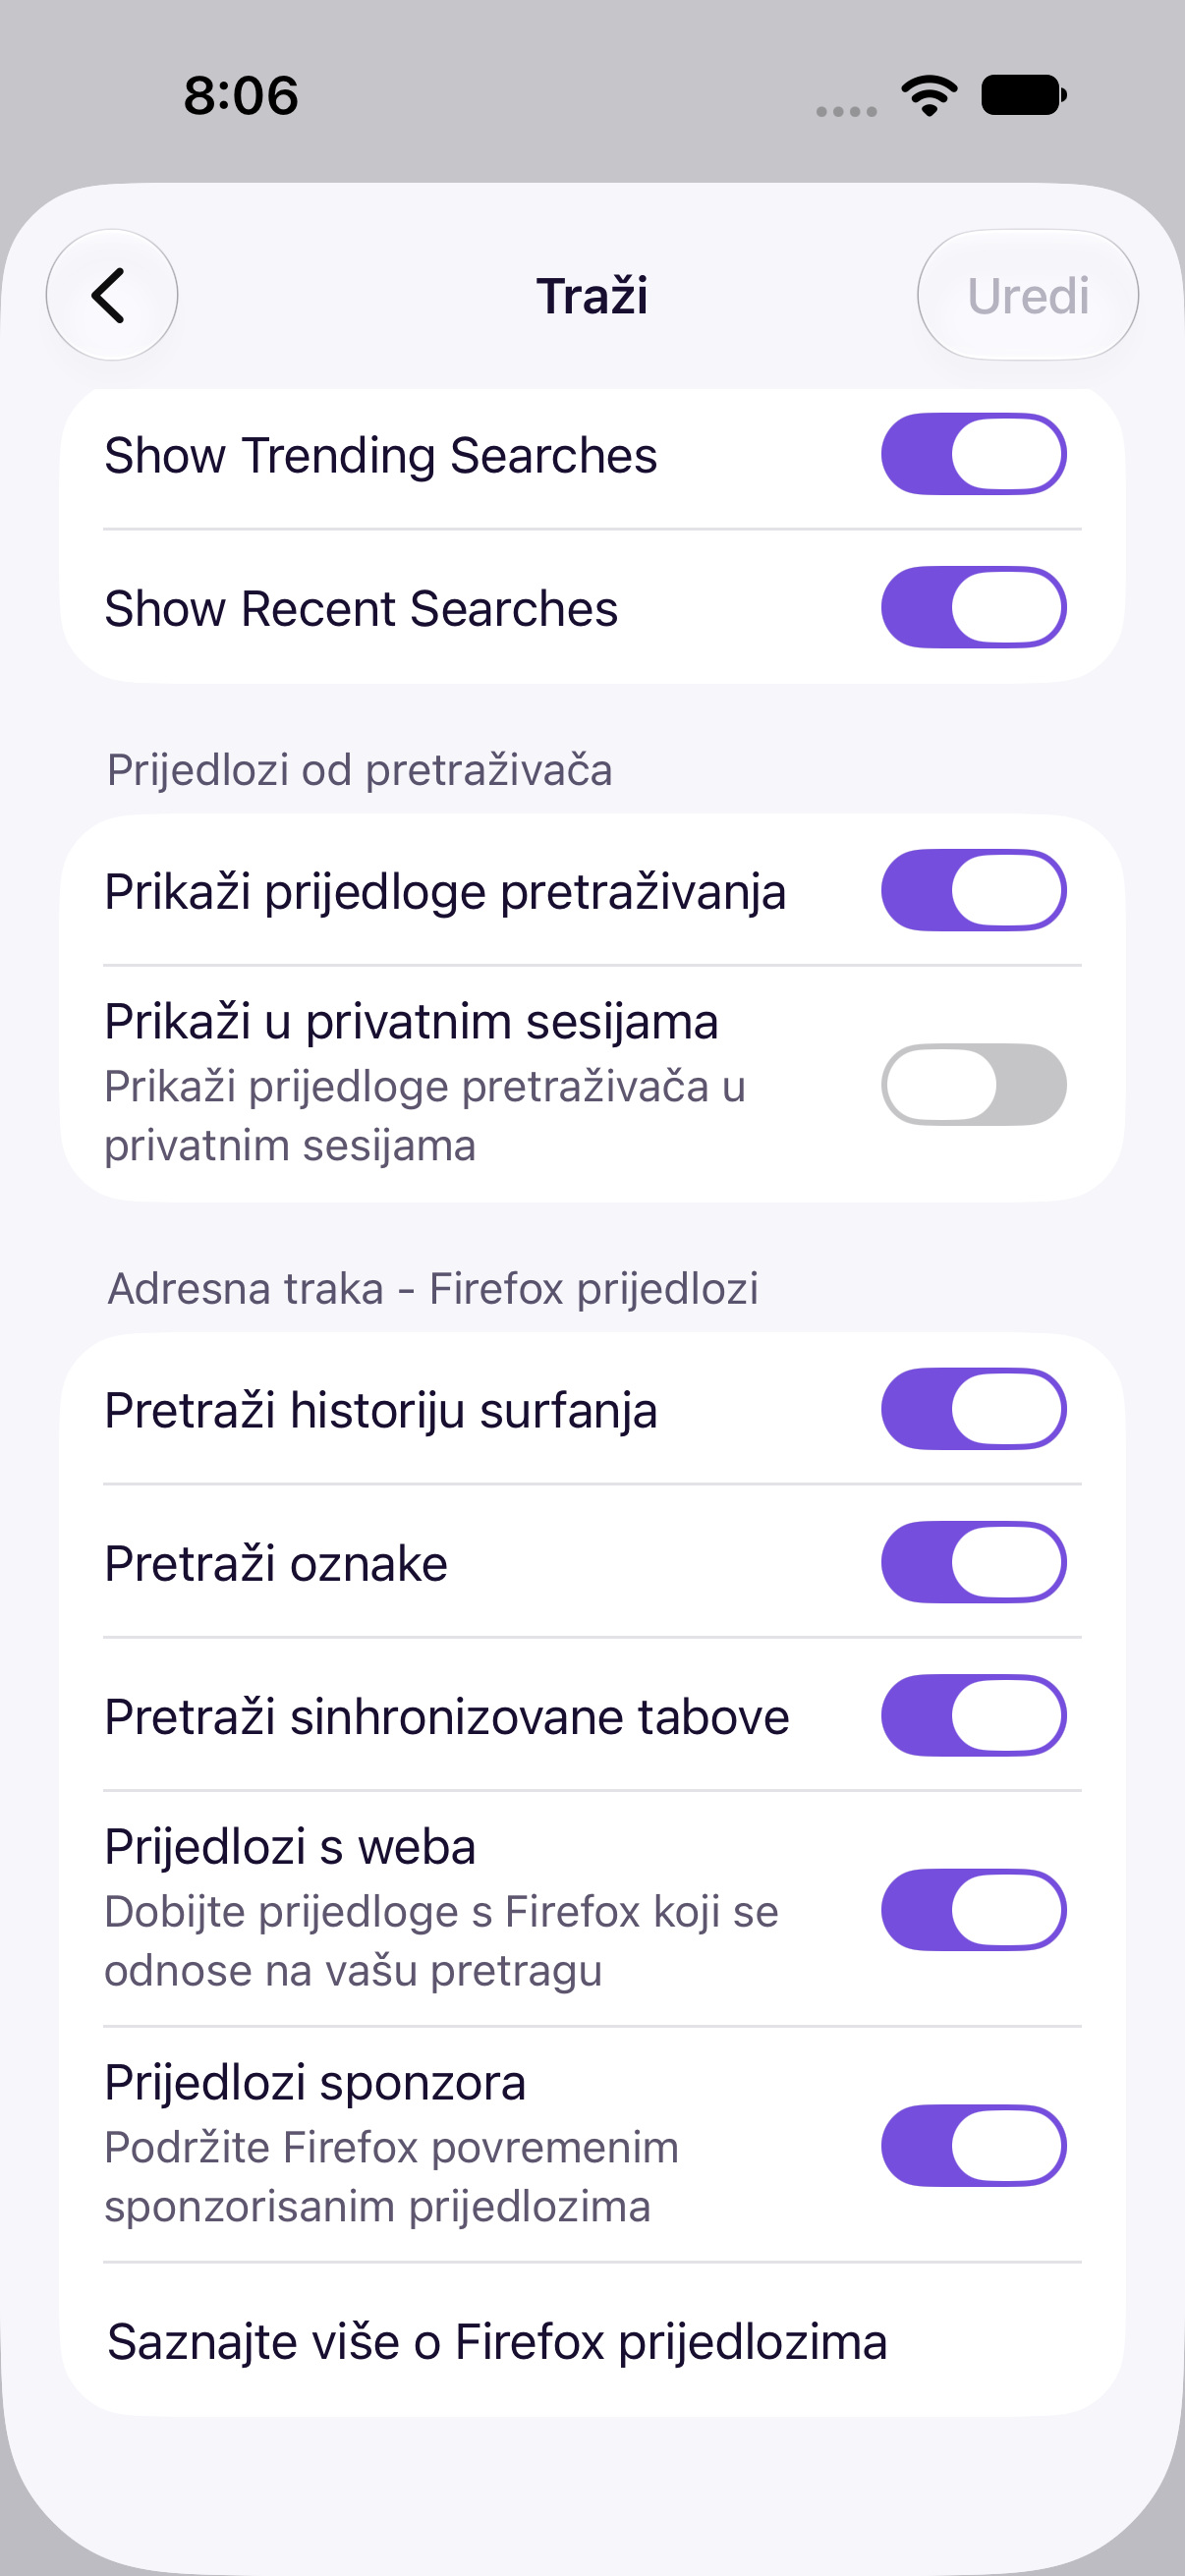 8:06
Traži
Uredi
Show Trending Searches
Show Recent Searches
Prijedlozi od pretraživača
Prikaži prijedloge pretraživanja
Prikaži u privatnim sesijama
Prikaži prijedloge pretraživača u
privatnim sesijama
Adresna traka - Firefox prijedlozi
Pretraži historiju surfanja
Pretraži oznake
Pretraži sinhronizovane tabove
Prijedlozi s weba
Dobijte prijedloge s Firefox koji se
odnose na vašu pretragu
Prijedlozi sponzora
Podržite Firefox povremenim
sponzorisanim prijedlozima
Saznajte više o Firefox prijedlozima